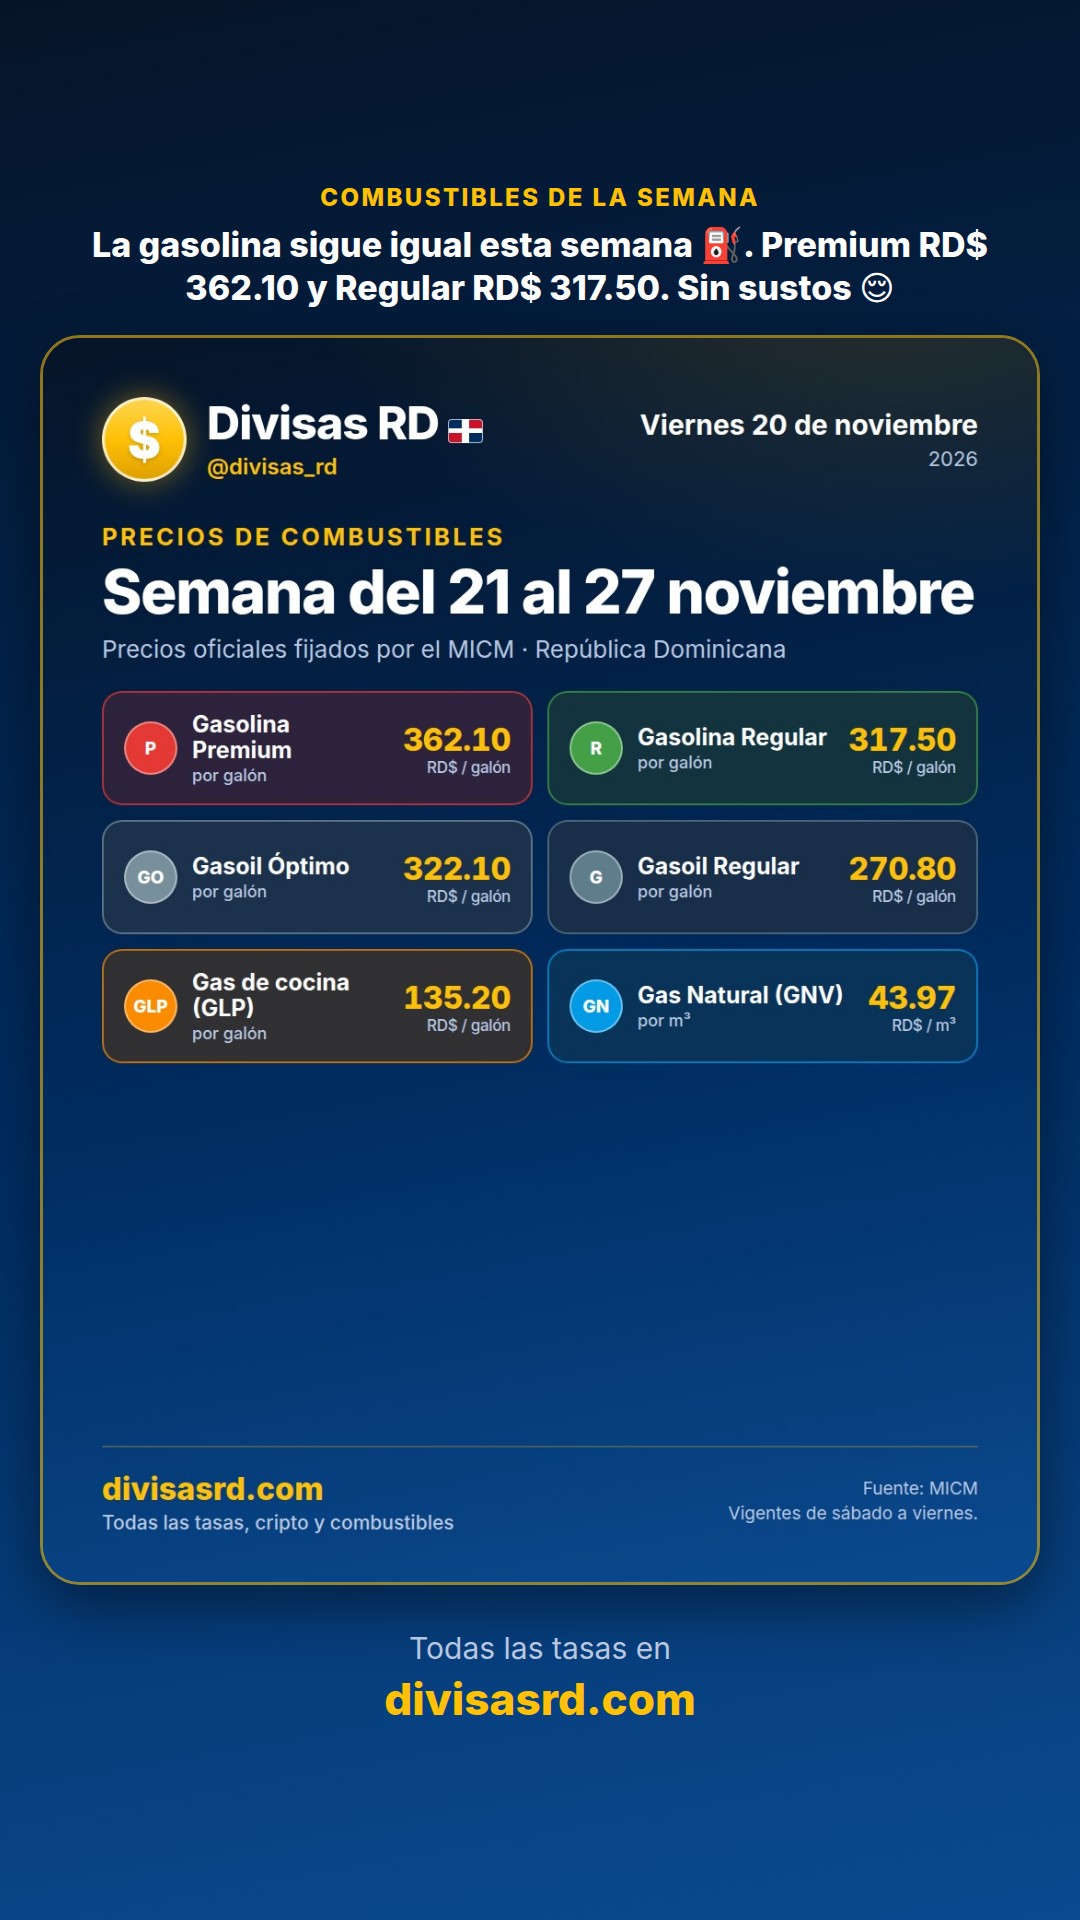 COMBUSTIBLES DE LA SEMANA
La gasolina sigue igual esta semana ⛽. Premium RD$
362.10 y Regular RD$ 317.50. Sin sustos 😌
$
Divisas RD 🇩🇴
@divisas_rd
Viernes 20 de noviembre
2026
PRECIOS DE COMBUSTIBLES
Semana del 21 al 27 noviembre
Precios oficiales fijados por el MICM · República Dominicana
P
Gasolina
Premium
por galón
362.10
RD$ / galón
R
Gasolina Regular
por galón
317.50
RD$ / galón
GO
Gasoil Óptimo
por galón
322.10
RD$ / galón
G
Gasoil Regular
por galón
270.80
RD$ / galón
GLP
Gas de cocina
(GLP)
por galón
135.20
RD$ / galón
GN
Gas Natural (GNV)
por m³
43.97
RD$ / m³
divisasrd.com
Todas las tasas, cripto y combustibles
Fuente: MICM
Vigentes de sábado a viernes.
Todas las tasas en
divisasrd.com